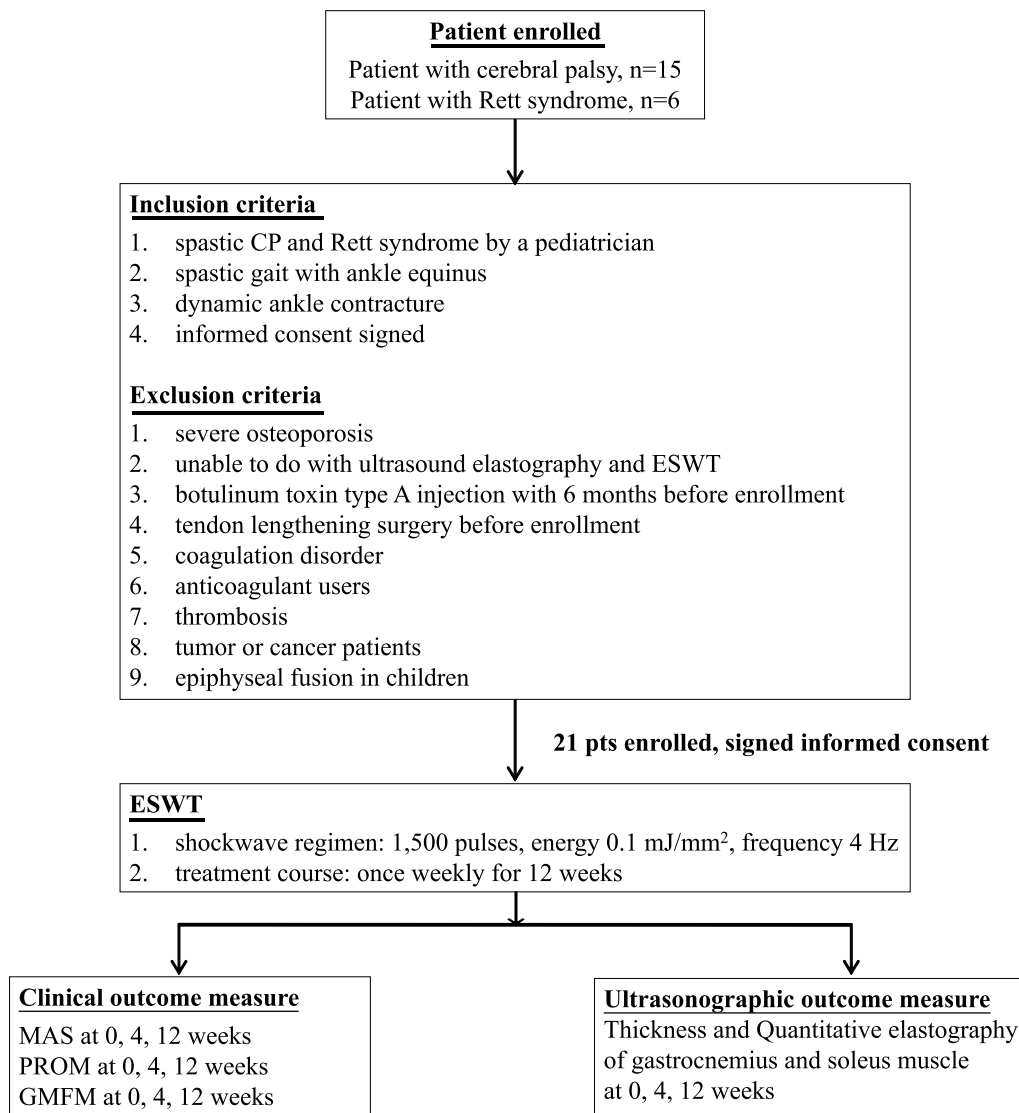 Patient enrolled
Patient with cerebral palsy, n=15
Patient with Rett syndrome, n=6
Inclusion criteria
1. spastic CP and Rett syndrome by a pediatrician
2. spastic gait with ankle equinus
3. dynamic ankle contracture
4. informed consent signed
Exclusion criteria
1. severe osteoporosis
2. unable to do with ultrasound elastography and ESWT
3. botulinum toxin type A injection with 6 months before enrollment
4. tendon lengthening surgery before enrollment
5. coagulation disorder
6. anticoagulant users
7. thrombosis
8. tumor or cancer patients
9. epiphyseal fusion in children
21 pts enrolled, signed informed consent
ESWT
1. shockwave regimen: 1,500 pulses, energy 0.1 mJ/mm², frequency 4 Hz
2. treatment course: once weekly for 12 weeks
Clinical outcome measure
MAS at 0, 4, 12 weeks
PROM at 0, 4, 12 weeks
GMFM at 0, 4, 12 weeks
Ultrasonographic outcome measure
Thickness and Quantitative elastography
of gastrocnemius and soleus muscle
at 0, 4, 12 weeks